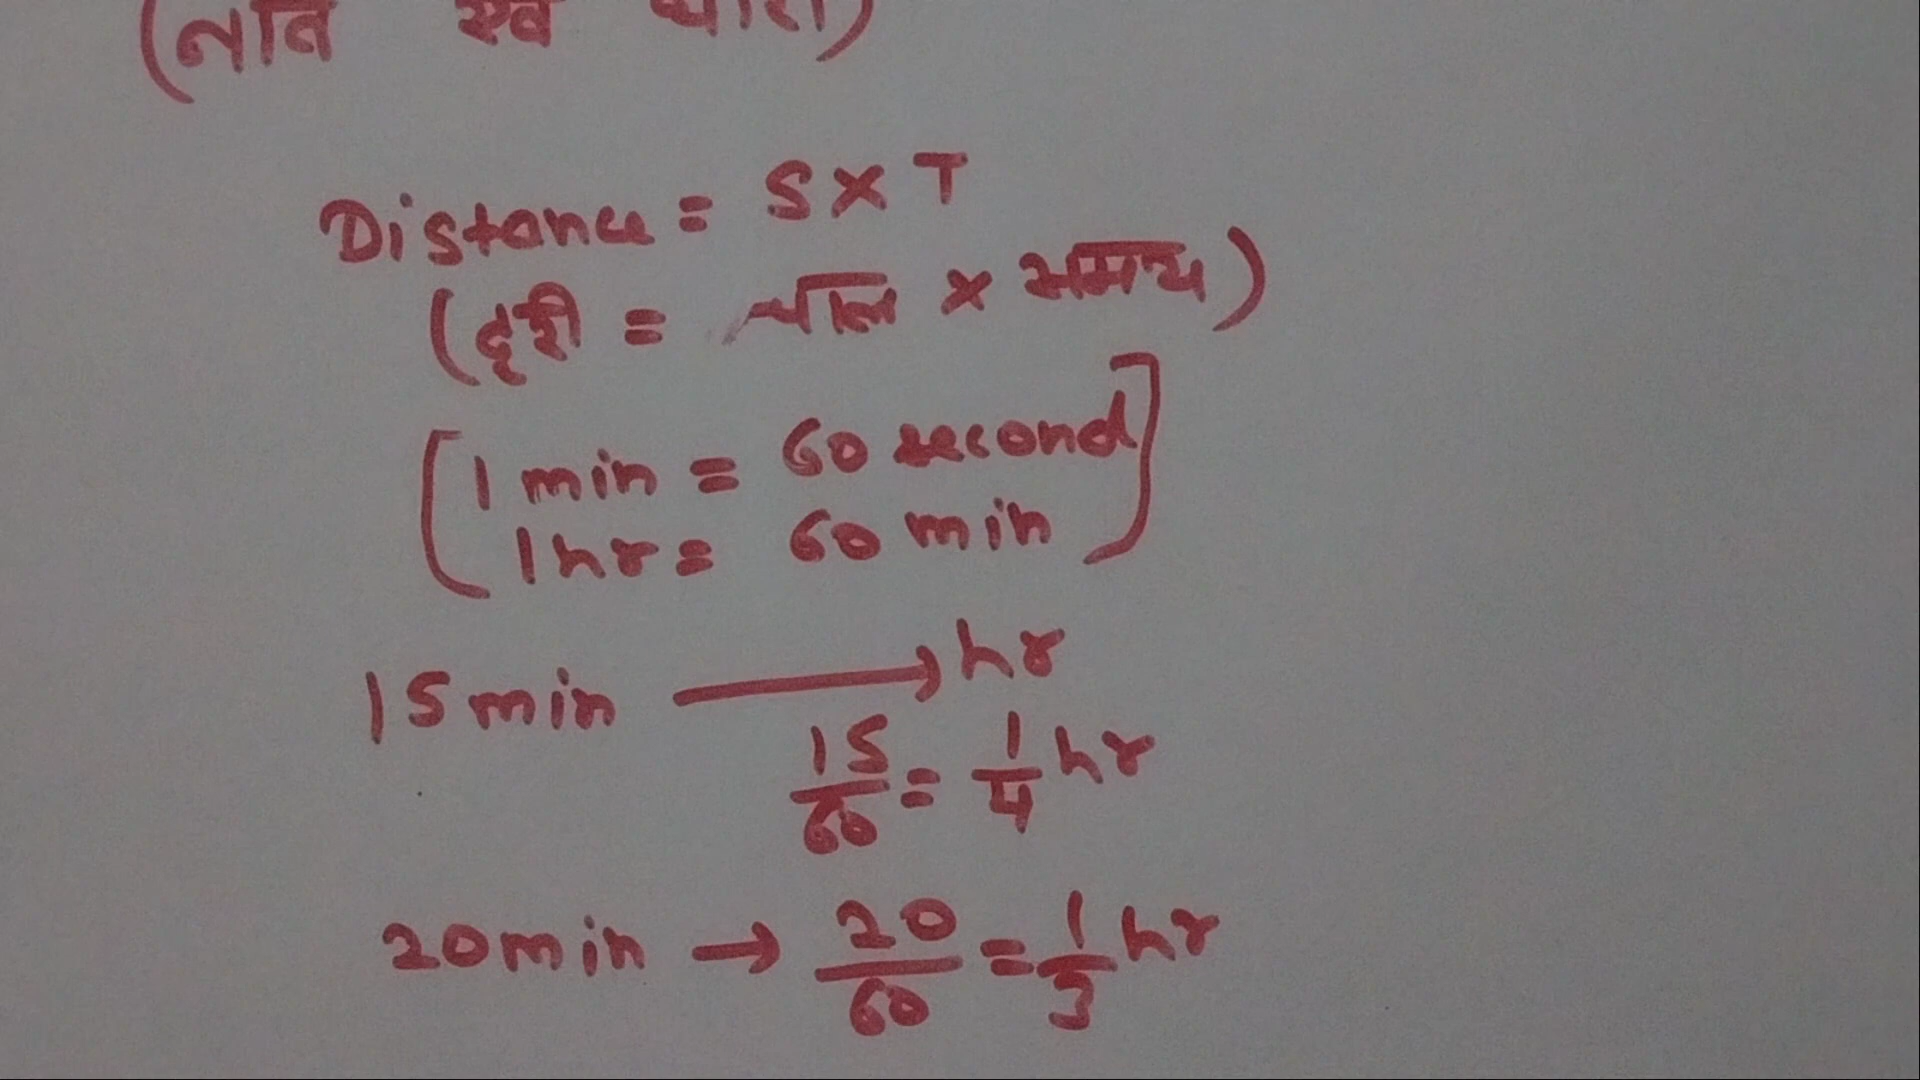 (नाव एवं धारा)
Distance = S × T
(दूरी = चाल × समय)
[1 min = 60 second]
1 hr = 60 min
15 min → hr
15/60 = 1/4 hr
20 min → 20/60 = 1/3 hr